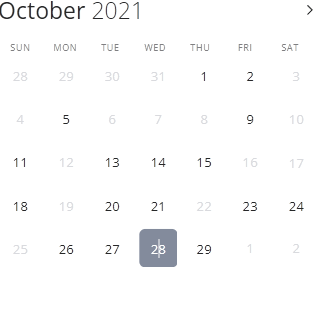 October 2021
SUN MON TUE WED THU FRI SAT
28 29 30 31 1 2 3
4 5 6 7 8 9 10
11 12 13 14 15 16 17
18 19 20 21 22 23 24
25 26 27 28 29 1 2